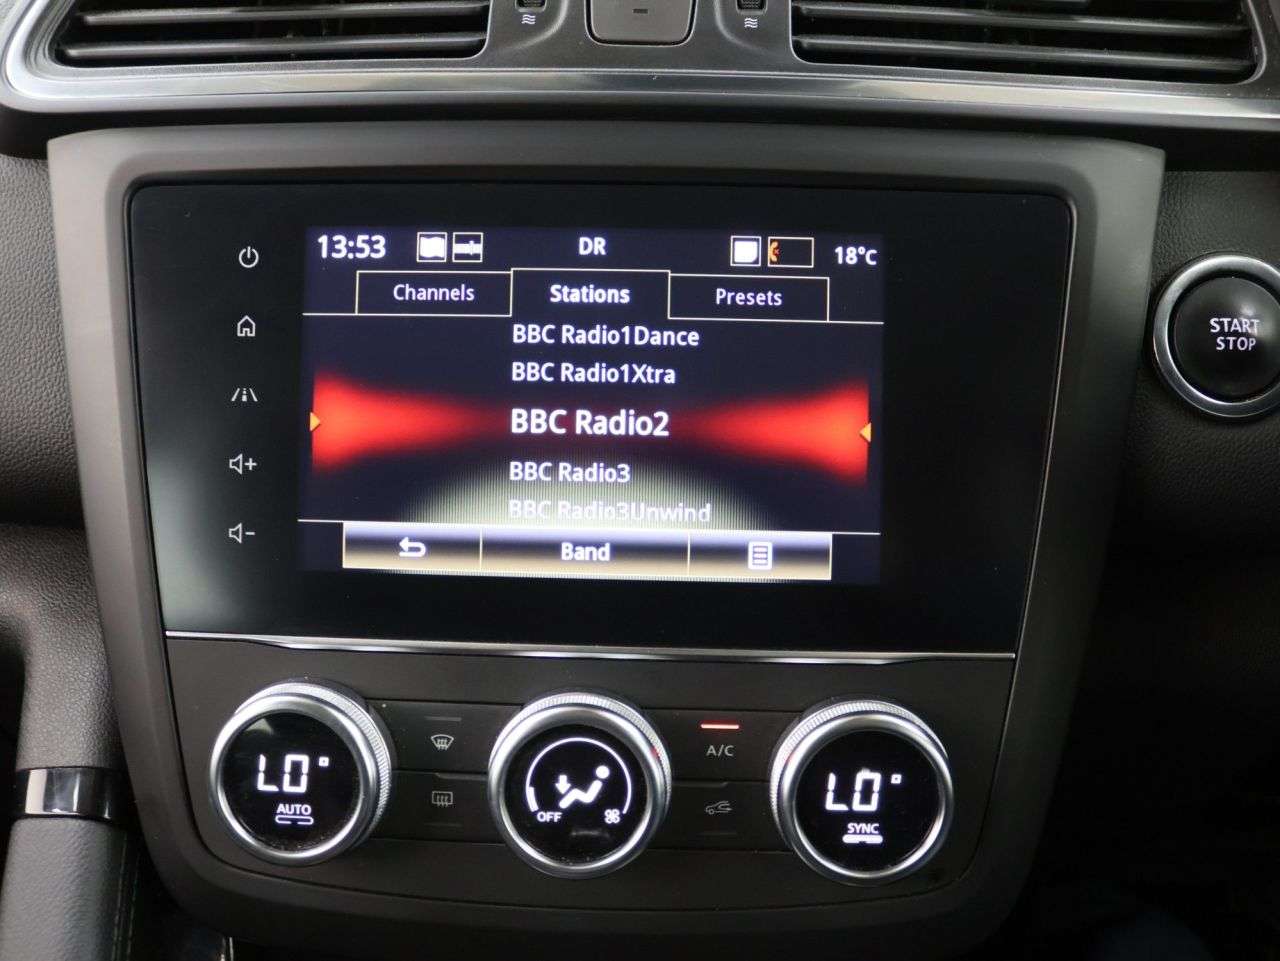 13:53 DR 18°C
Channels Stations Presets
BBC Radio1Dance
BBC Radio1Xtra
BBC Radio2
BBC Radio3
BBC Radio3Unwind
Band
START
STOP
LO°
AUTO
OFF
A/C
LO°
SYNC